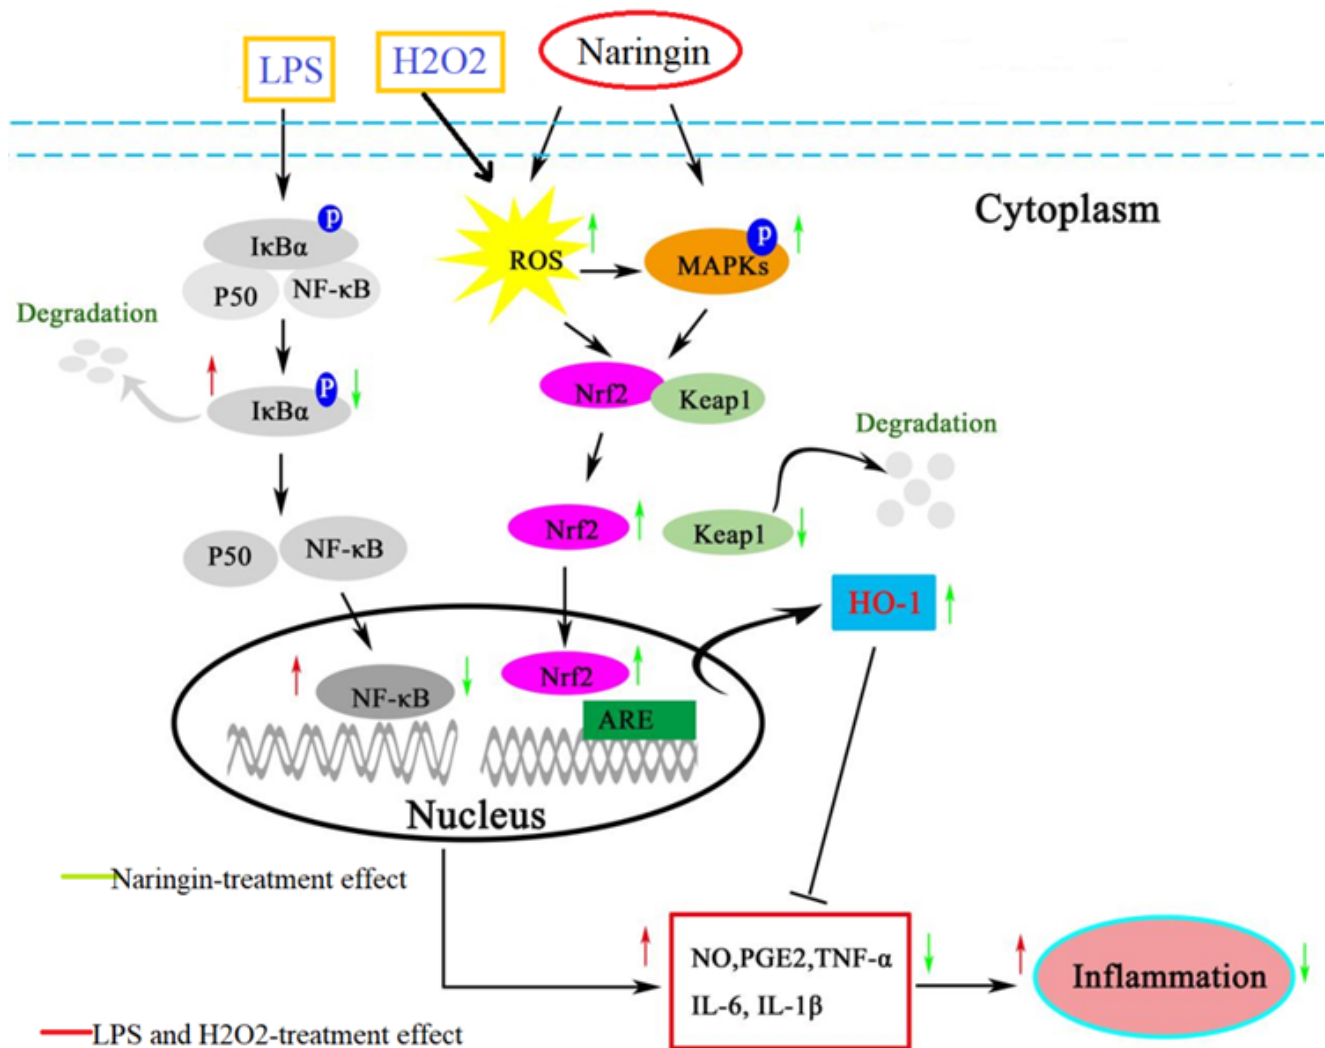 LPS
H2O2
Naringin
Cytoplasm
p
IκBα
P50
NF-κB
ROS
p
MAPKs
Degradation
P
IκBα
Nrf2
Keap1
Degradation
P50
NF-κB
Nrf2
Keap1
HO-1
NF-κB
Nrf2
ARE
Nucleus
Naringin-treatment effect
NO,PGE2,TNF-α
IL-6, IL-1β
Inflammation
LPS and H2O2-treatment effect